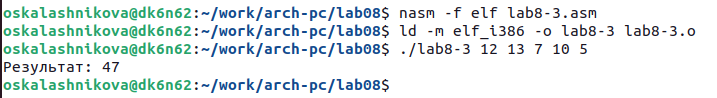 oskalashnikova@dk6n62:~/work/arch-pc/lab08$ nasm -f elf lab8-3.asm
oskalashnikova@dk6n62:~/work/arch-pc/lab08$ ld -m elf_i386 -o lab8-3 lab8-3.o
oskalashnikova@dk6n62:~/work/arch-pc/lab08$ ./lab8-3 12 13 7 10 5
Результат: 47
oskalashnikova@dk6n62:~/work/arch-pc/lab08$